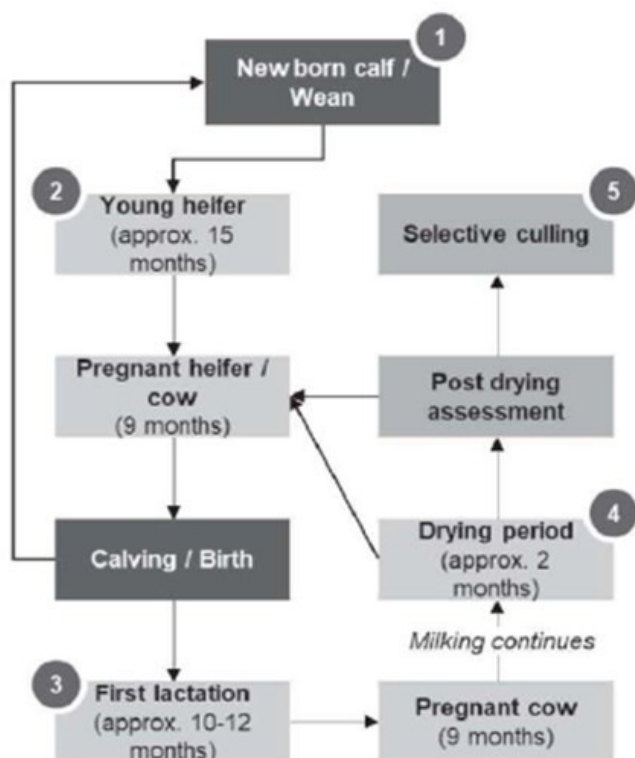 1
New born calf /
Wean
2
Young heifer
(approx. 15
months)
5
Selective culling
Pregnant heifer /
cow
(9 months)
Post drying
assessment
Calving / Birth
4
Drying period
(approx. 2
months)
Milking continues
3
First lactation
(approx. 10-12
months)
Pregnant cow
(9 months)